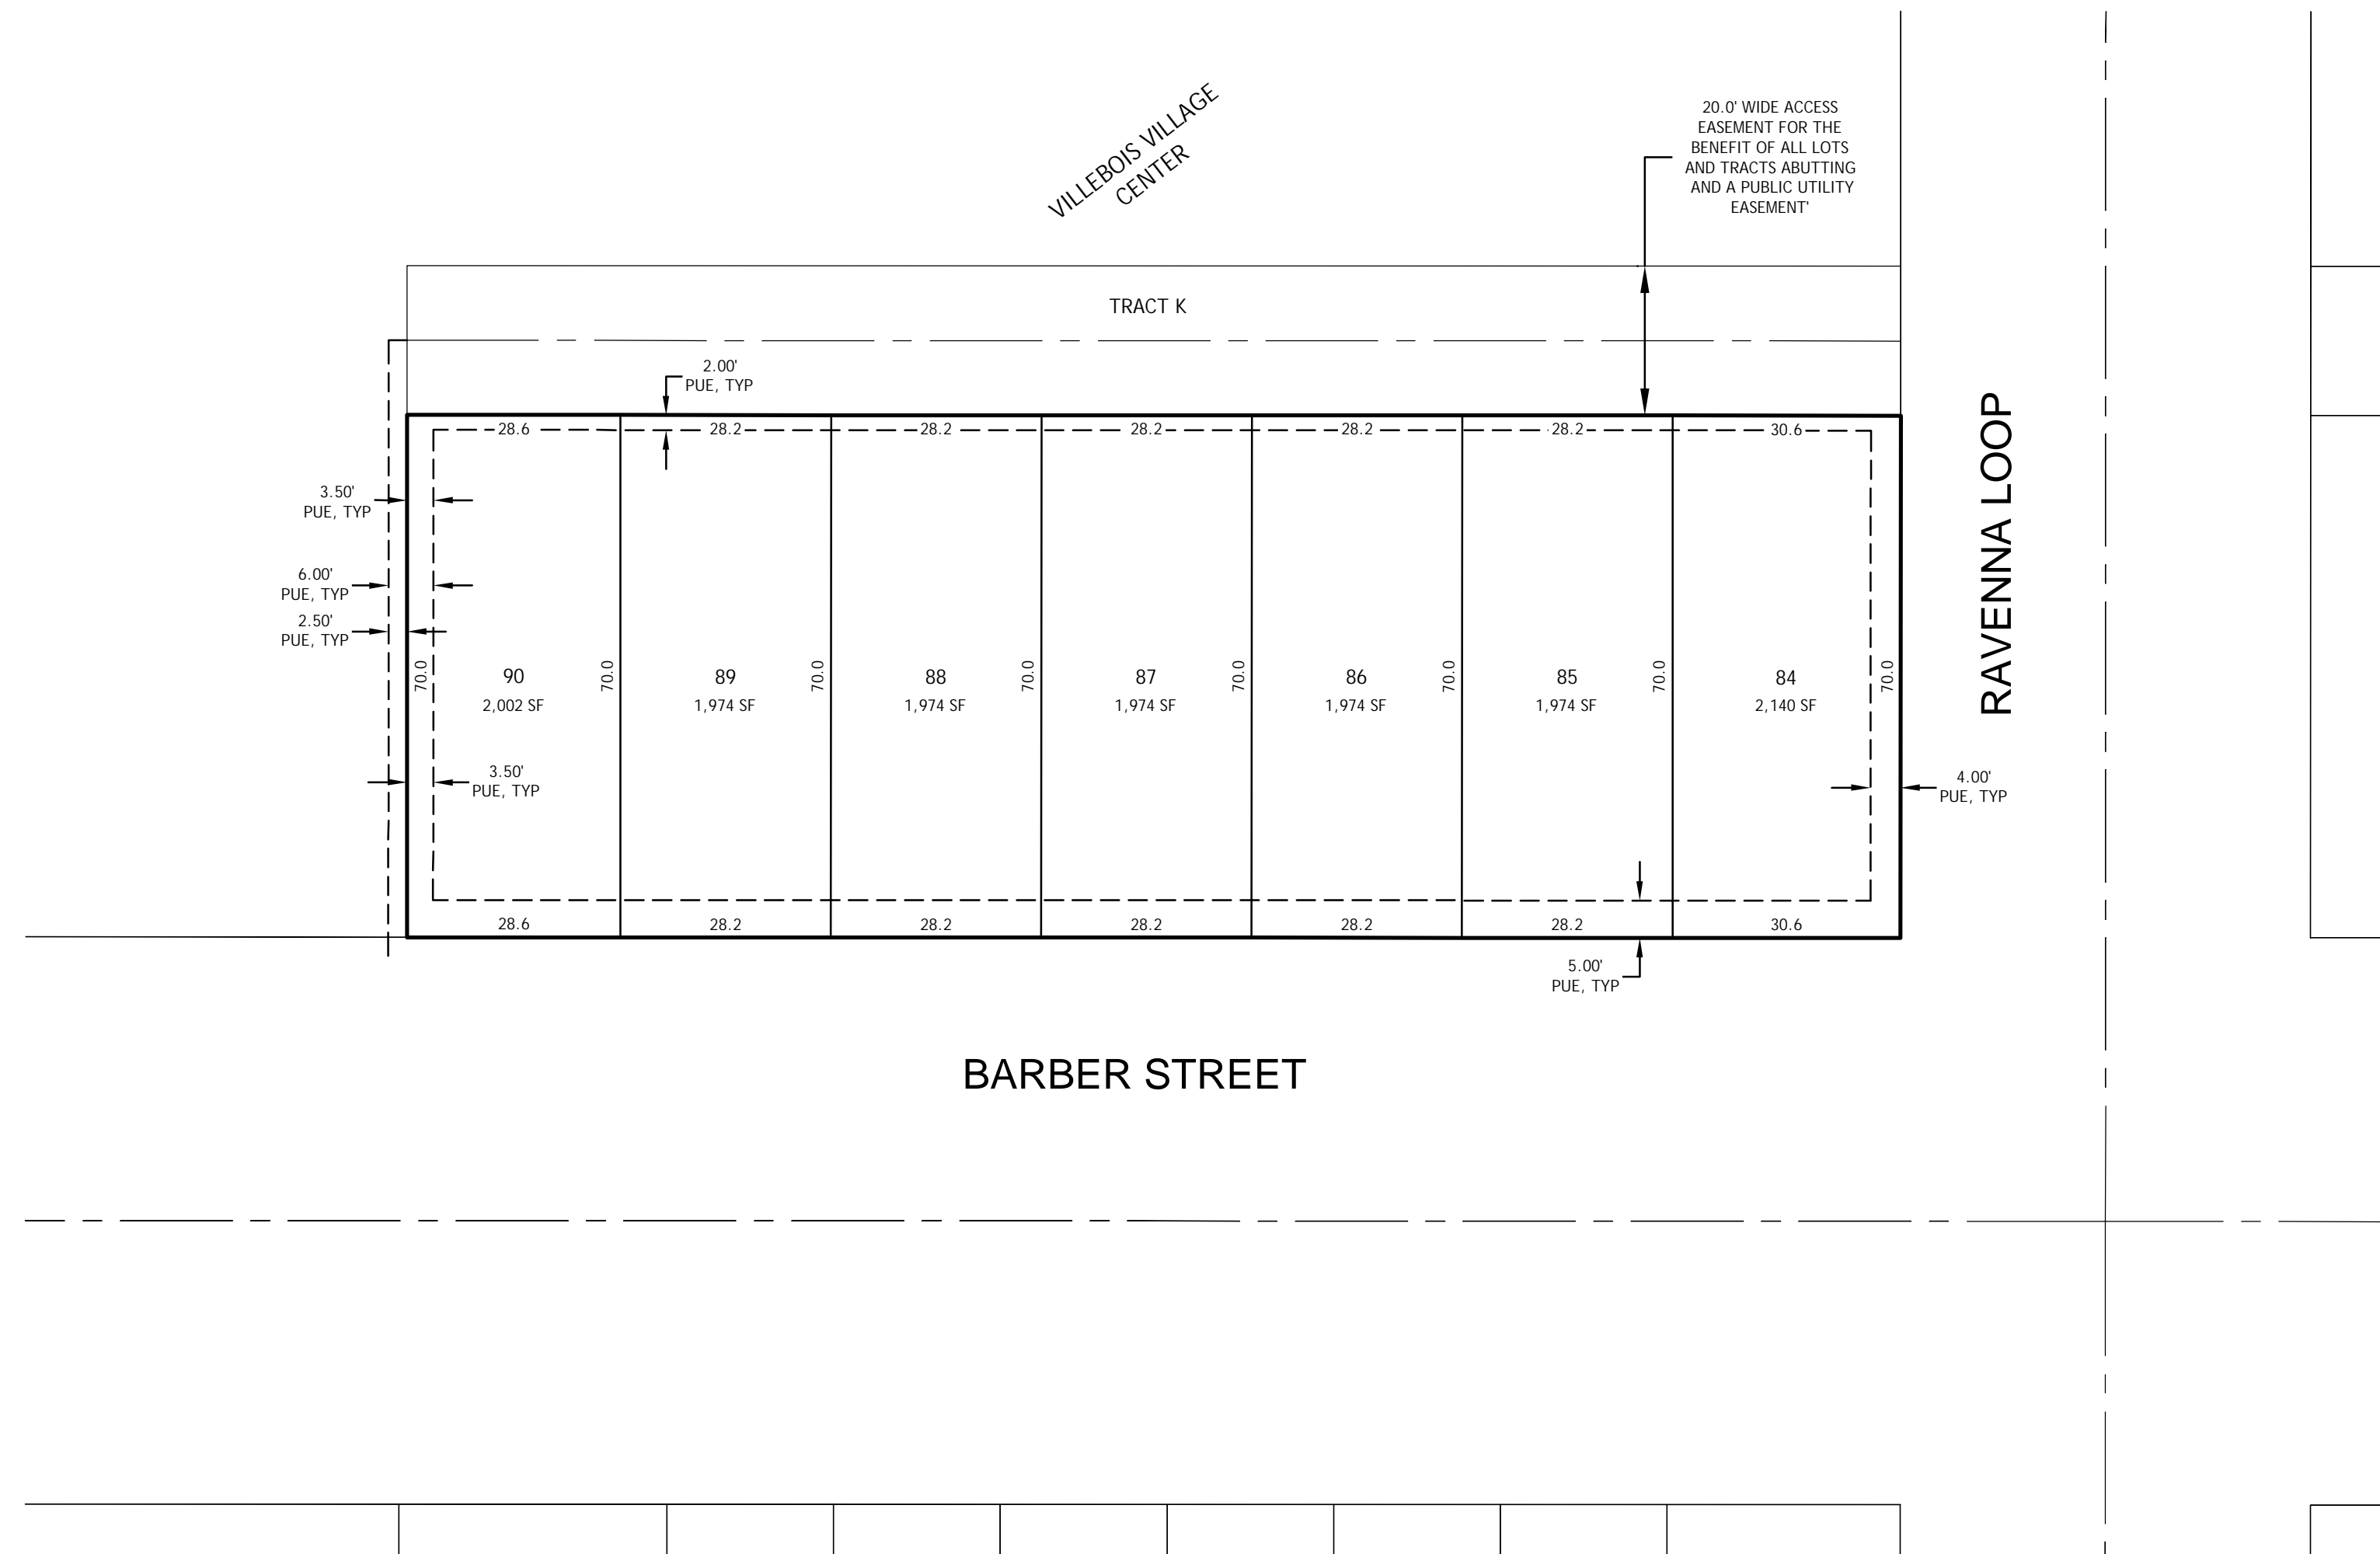 VILLEBOIS VILLAGE
CENTER
20.0' WIDE ACCESS
EASEMENT FOR THE
BENEFIT OF ALL LOTS
AND TRACTS ABUTTING
AND A PUBLIC UTILITY
EASEMENT'
TRACT K
2.00'
PUE, TYP
28.6
28.2
28.2
28.2
28.2
28.2
30.6
3.50'
PUE, TYP
6.00'
PUE, TYP
2.50'
PUE, TYP
RAVENNA LOOP
70.0
90
2,002 SF
70.0
89
1,974 SF
70.0
88
1,974 SF
70.0
87
1,974 SF
70.0
86
1,974 SF
70.0
85
1,974 SF
70.0
84
2,140 SF
70.0
3.50'
PUE, TYP
4.00'
PUE, TYP
28.6
28.2
28.2
28.2
28.2
28.2
30.6
5.00'
PUE, TYP
BARBER STREET